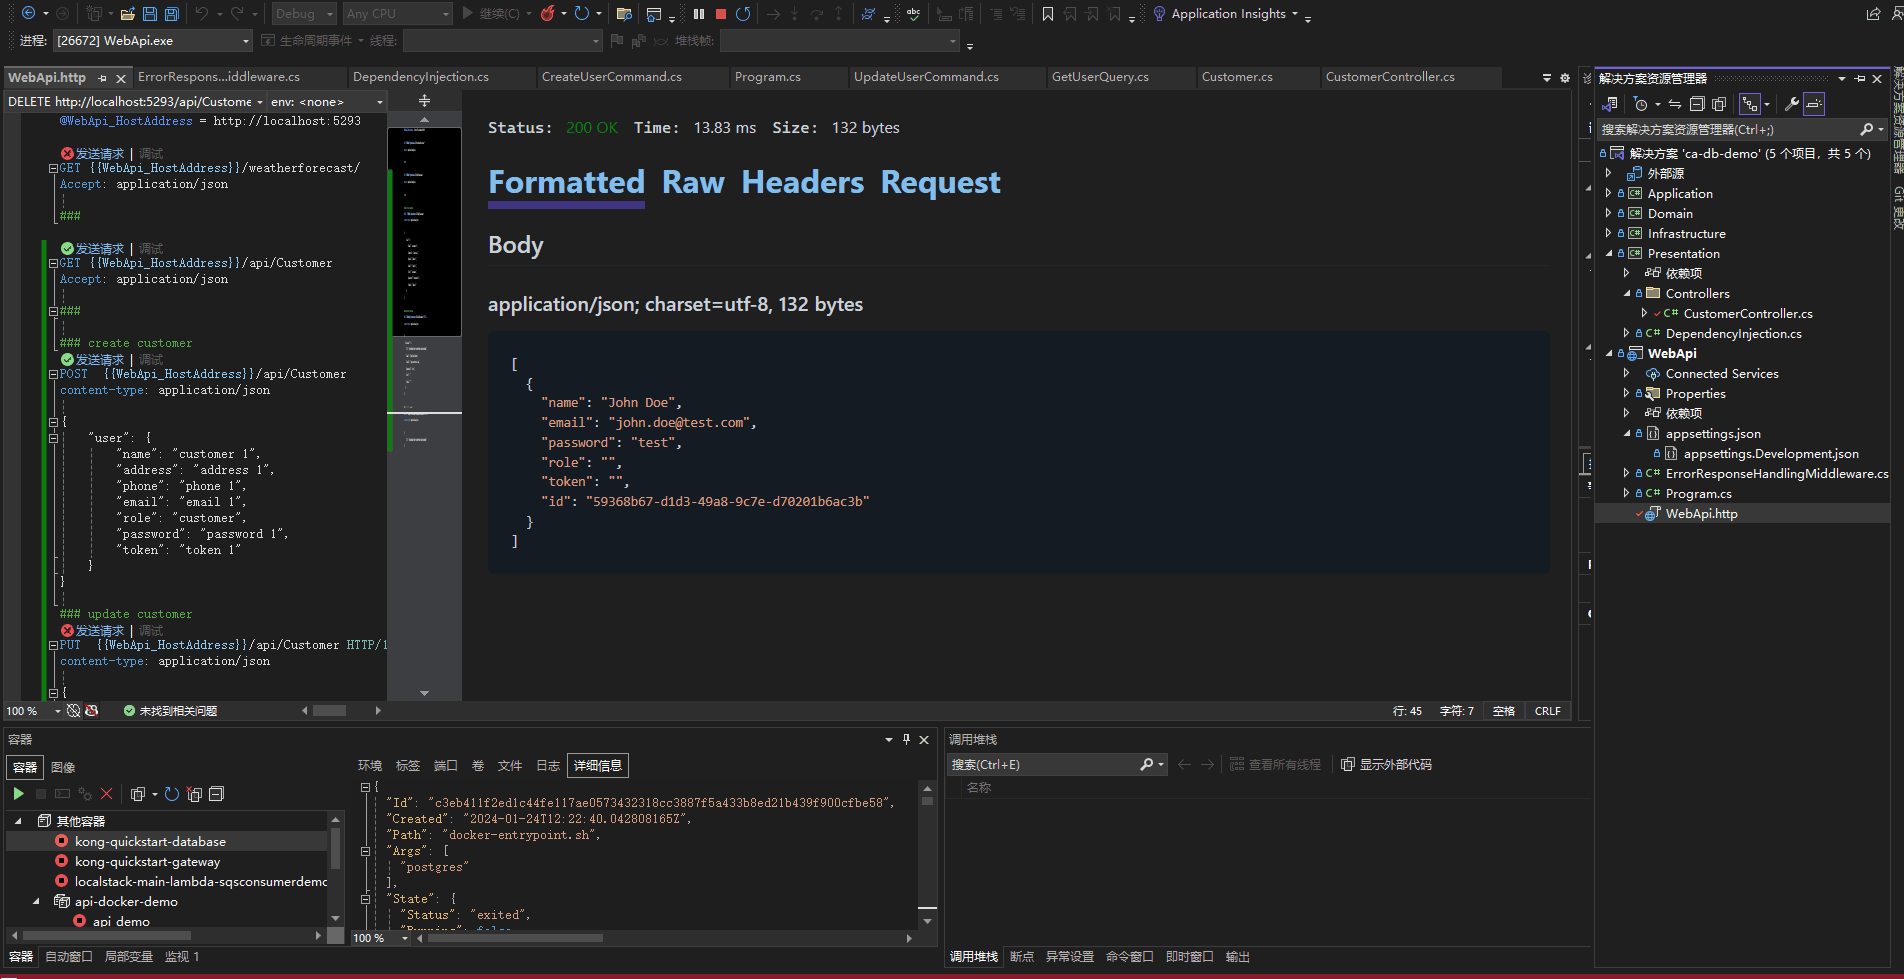 Debug
Any CPU
继续(C)
Application Insights
进程: [26672] WebApi.exe
生命周期事件
线程:
堆栈帧:
WebApi.http
ErrorRespons...iddleware.cs
DependencyInjection.cs
CreateUserCommand.cs
Program.cs
UpdateUserCommand.cs
GetUserQuery.cs
Customer.cs
CustomerController.cs
DELETE http://localhost:5293/api/Custome
env: <none>
@WebApi_HostAddress = http://localhost:5293
发送请求 | 调试
GET {{WebApi_HostAddress}}/weatherforecast/
Accept: application/json
###
发送请求 | 调试
GET {{WebApi_HostAddress}}/api/Customer
Accept: application/json
###
### create customer
发送请求 | 调试
POST {{WebApi_HostAddress}}/api/Customer
content-type: application/json
{
"user": {
"name": "customer 1",
"address": "address 1",
"phone": "phone 1",
"email": "email 1",
"role": "customer",
"password": "password 1",
"token": "token 1"
}
}
### update customer
发送请求 | 调试
PUT {{WebApi_HostAddress}}/api/Customer HTTP/1
content-type: application/json
{
100 %
未找到相关问题
行: 45
字符: 7
空格
CRLF
Status: 200 OK Time: 13.83 ms Size: 132 bytes
Formatted Raw Headers Request
Body
application/json; charset=utf-8, 132 bytes
[
{
"name": "John Doe",
"email": "john.doe@test.com",
"password": "test",
"role": "",
"token": "",
"id": "59368b67-d1d3-49a8-9c7e-d70201b6ac3b"
}
]
解决方案资源管理器
搜索解决方案资源管理器(Ctrl+;)
解决方案 'ca-db-demo' (5 个项目，共 5 个)
外部源
Application
Domain
Infrastructure
Presentation
依赖项
Controllers
CustomerController.cs
DependencyInjection.cs
WebApi
Connected Services
Properties
依赖项
appsettings.json
appsettings.Development.json
ErrorResponseHandlingMiddleware.cs
Program.cs
WebApi.http
解决方案资源管理器
Git 更改
容器
容器
图像
其他容器
kong-quickstart-database
kong-quickstart-gateway
localstack-main-lambda-sqsconsumerdemo
api-docker-demo
api_demo
环境
标签
端口
卷
文件
日志
详细信息
{
"Id": "c3eb411f2ed1c44fe117ae0573432318cc3887f5a433b8ed21b439f900cfbe58",
"Created": "2024-01-24T12:22:40.042808165Z",
"Path": "docker-entrypoint.sh",
"Args": [
"postgres"
],
"State": {
"Status": "exited",
"Running": false
100 %
容器
自动窗口
局部变量
监视 1
调用堆栈
搜索(Ctrl+E)
查看所有线程
显示外部代码
名称
调用堆栈
断点
异常设置
命令窗口
即时窗口
输出